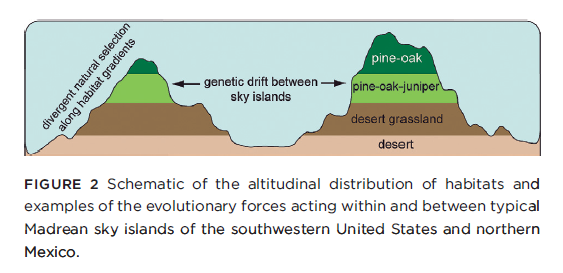 divergent natural selection
along habitat gradients
genetic drift between
sky islands
pine-oak
pine-oak-juniper
desert grassland
desert
FIGURE 2 Schematic of the altitudinal distribution of habitats and
examples of the evolutionary forces acting within and between typical
Madrean sky islands of the southwestern United States and northern
Mexico.